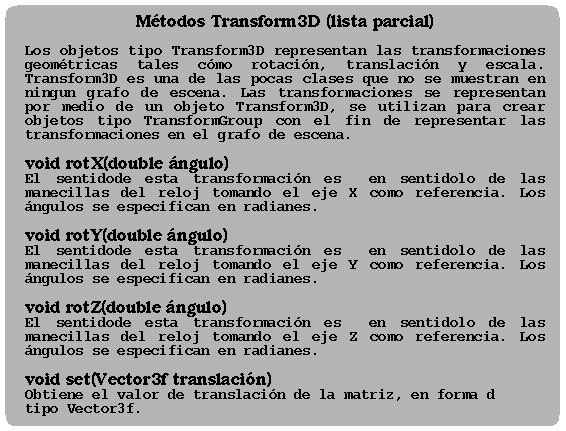 Métodos Transform3D (lista parcial)
Los objetos tipo Transform3D representan las transformaciones
geométricas tales cómo rotación, translación y escala.
Transform3D es una de las pocas clases que no se muestran en
ningun grafo de escena. Las transformaciones se representan
por medio de un objeto Transform3D, se utilizan para crear
objetos tipo TransformGroup con el fin de representar las
transformaciones en el grafo de escena.
void rotX(double ángulo)
El sentidode esta transformación es en sentidolo de las
manecillas del reloj tomando el eje X como referencia. Los
ángulos se especifican en radianes.
void rotY(double ángulo)
El sentidode esta transformación es en sentidolo de las
manecillas del reloj tomando el eje Y como referencia. Los
ángulos se especifican en radianes.
void rotZ(double ángulo)
El sentidode esta transformación es en sentidolo de las
manecillas del reloj tomando el eje Z como referencia. Los
ángulos se especifican en radianes.
void set(Vector3f translación)
Obtiene el valor de translación de la matriz, en forma d
tipo Vector3f.